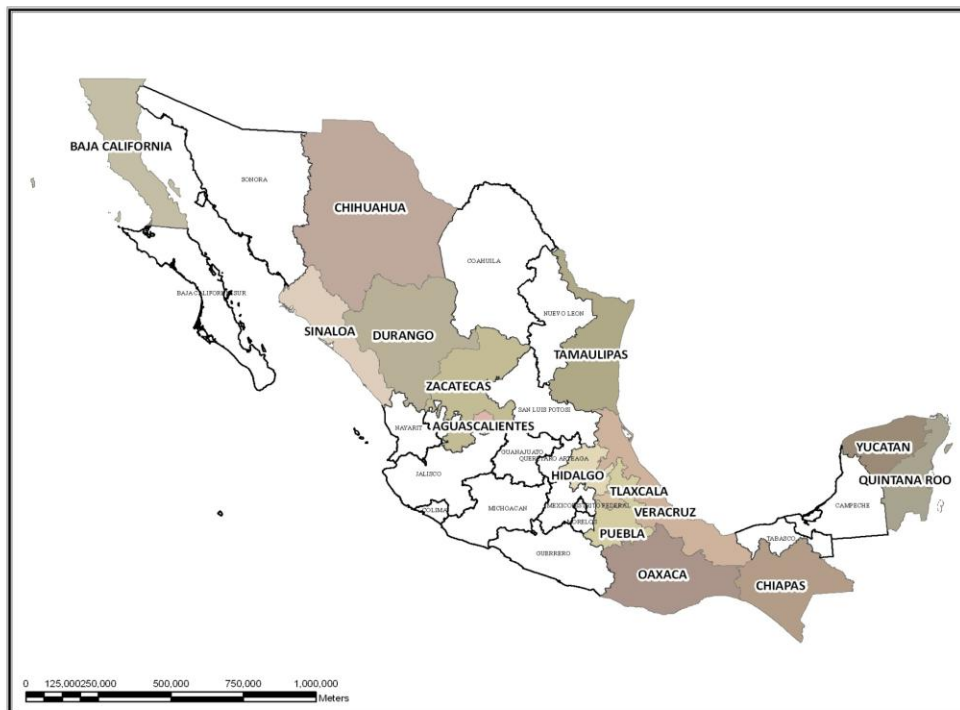 BAJA CALIFORNIA
SONORA
CHIHUAHUA
COAHUILA
BAJA CALIFORNIA SUR
SINALOA
DURANGO
NUEVO LEON
TAMAULIPAS
ZACATECAS
SAN LUIS POTOSI
NAYARIT
AGUASCALIENTES
GUANAJUATO
QUERETARO ARTEAGA
YUCATAN
JALISCO
HIDALGO
QUINTANA ROO
TLAXCALA
COLIMA
MICHOACAN
MEXICO
DISTRITO FEDERAL
VERACRUZ
CAMPECHE
MORELOS
PUEBLA
TABASCO
GUERRERO
OAXACA
CHIAPAS
0 125,000250,000 500,000 750,000 1,000,000
Meters